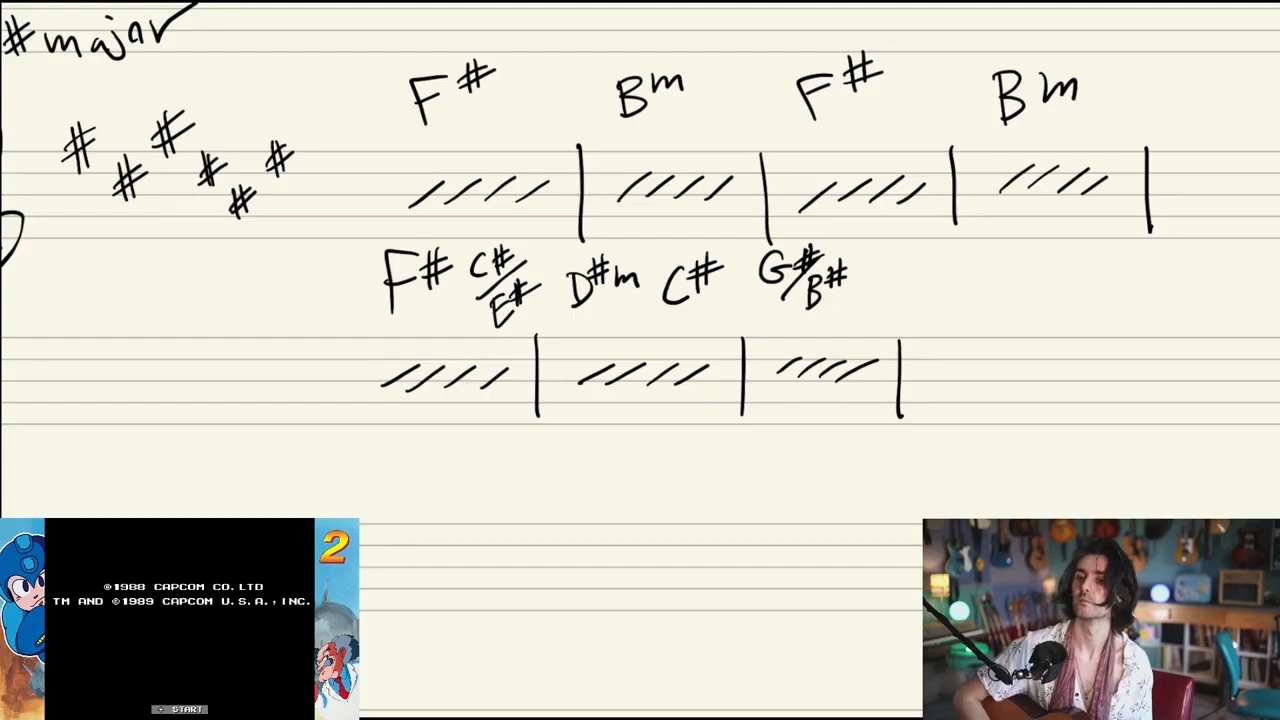 #major
F# Bm F# Bm
# # # # # #
F# C#/E# D#m C# G#/B#
2
©1988 CAPCOM CO. LTD
TM AND ©1989 CAPCOM U.S.A., INC.
START